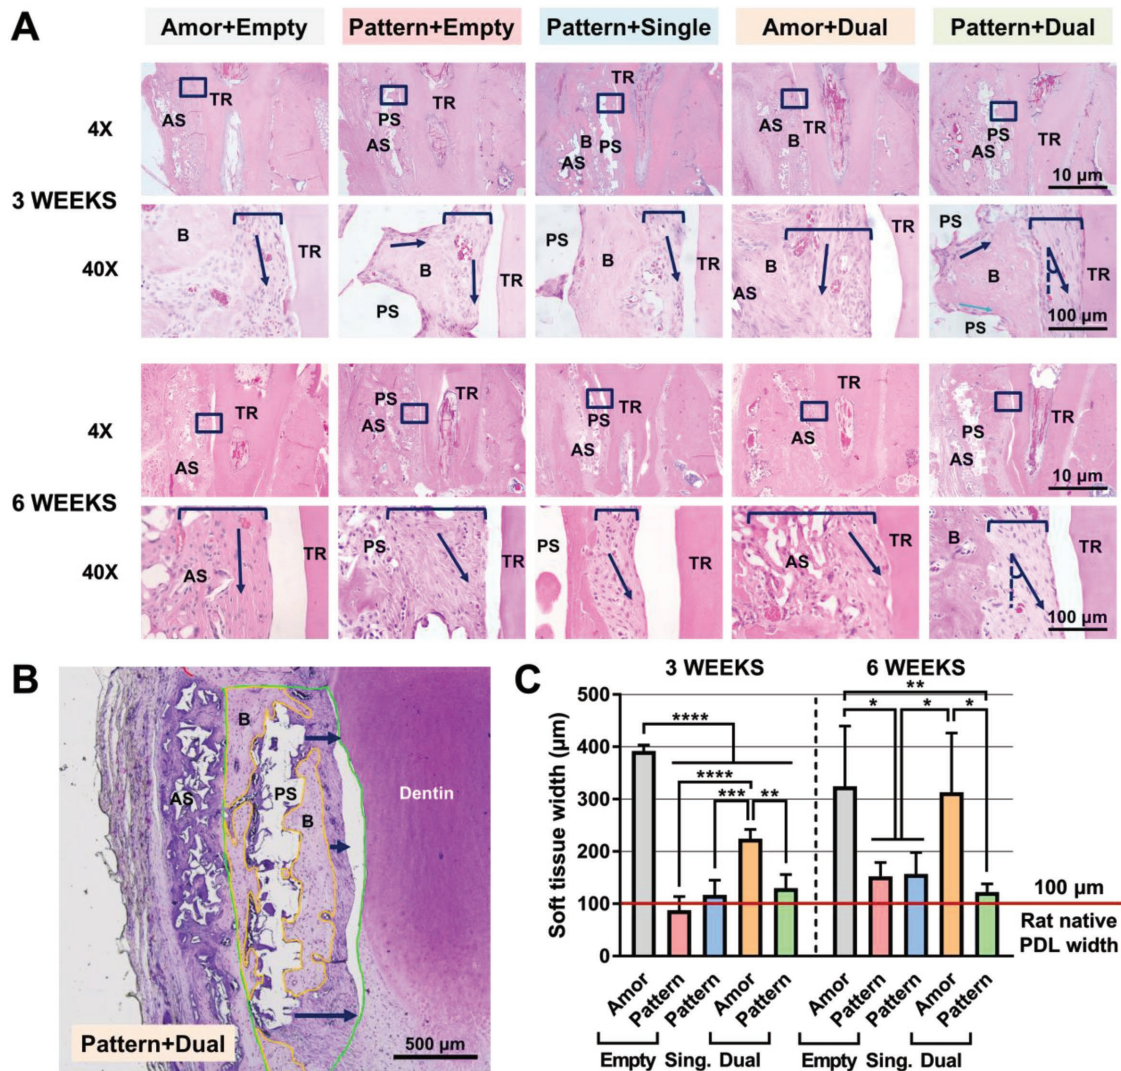 A
Amor+Empty Pattern+Empty Pattern+Single Amor+Dual Pattern+Dual
3 WEEKS
4X
TR AS
TR PS AS
TR B PS AS
AS TR B
PS AS TR 10 µm
40X
B TR
B PS TR
PS B TR
B AS TR
PS B TR PS 100 µm
6 WEEKS
4X
TR AS
PS TR AS
TR PS AS
TR AS
TR PS AS 10 µm
40X
AS TR
PS TR
PS TR
AS TR
B TR 100 µm
B
B
AS PS B Dentin
Pattern+Dual 500 µm
C
3 WEEKS 6 WEEKS
Soft tissue width (µm)
500
400
300
200
100
0
**** **** *** **
** * * *
100 µm
Rat native
PDL width
Amor Pattern Pattern Amor Pattern Amor Pattern Pattern Amor Pattern
Empty Sing. Dual Empty Sing. Dual